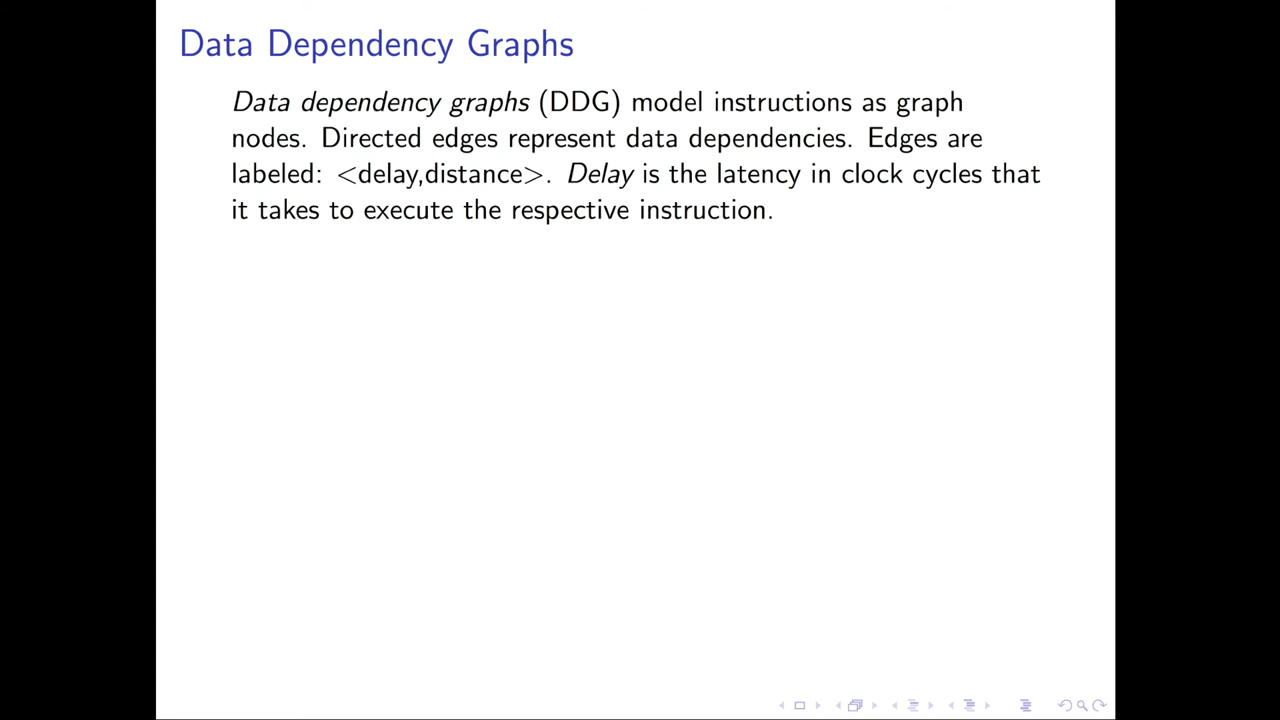 Data Dependency Graphs
Data dependency graphs (DDG) model instructions as graph
nodes. Directed edges represent data dependencies. Edges are
labeled: <delay,distance>. Delay is the latency in clock cycles that
it takes to execute the respective instruction.